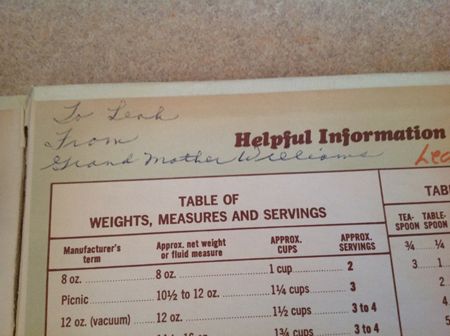 To Leah
From
Grand Mother Williams
Helpful Information
TABLE OF
WEIGHTS, MEASURES AND SERVINGS
Manufacturer's term Approx. net weight or fluid measure APPROX. CUPS APPROX. SERVINGS
8 oz. 8 oz. 1 cup 2
Picnic 10½ to 12 oz. 1¼ cups 3
12 oz. (vacuum) 12 oz. 1½ cups 3 to 4
1¾ cups 3 to 4
TEA- SPOON TABLE- SPOON
¾ ¼
3 1
2